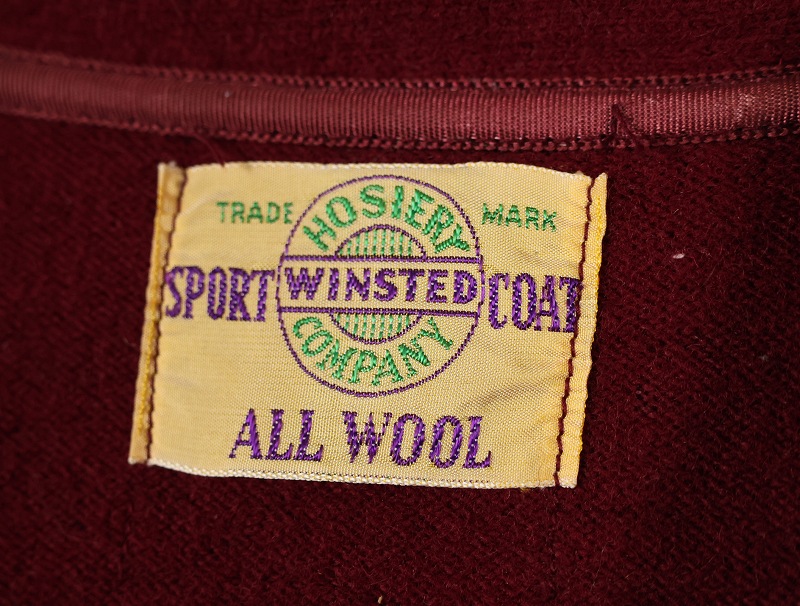 TRADE MARK
HOSIERY
SPORT WINSTED COAT
COMPANY
ALL WOOL